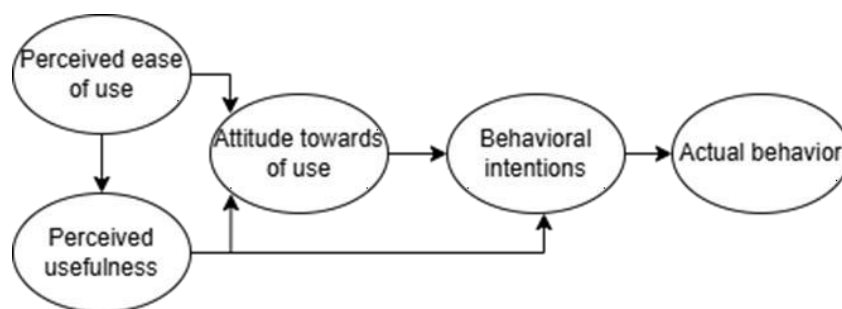 Perceived ease
of use
Attitude towards
of use
Behavioral
intentions
Actual behavior
Perceived
usefulness